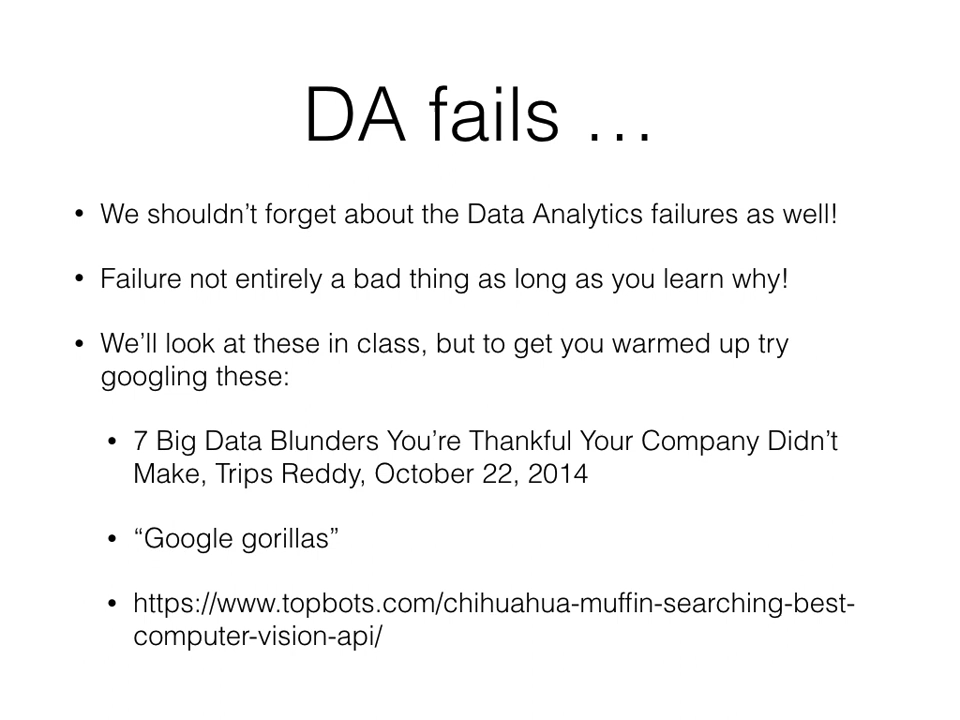 DA fails …
• We shouldn’t forget about the Data Analytics failures as well!
• Failure not entirely a bad thing as long as you learn why!
• We’ll look at these in class, but to get you warmed up try
googling these:
• 7 Big Data Blunders You’re Thankful Your Company Didn’t
Make, Trips Reddy, October 22, 2014
• “Google gorillas”
• https://www.topbots.com/chihuahua-muffin-searching-best-
computer-vision-api/